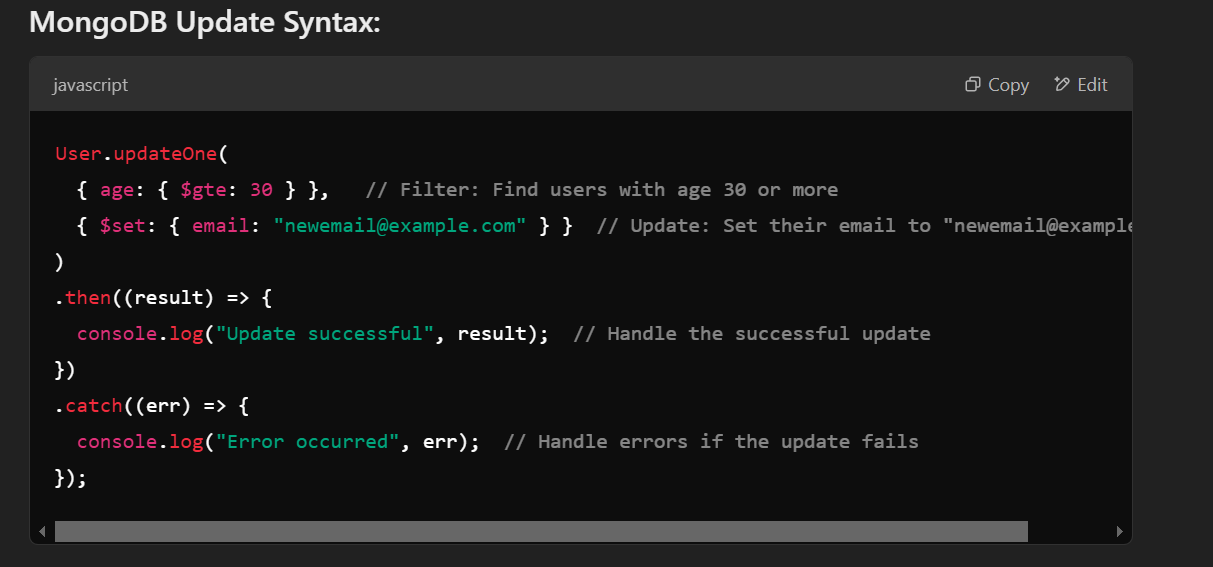 MongoDB Update Syntax:
javascript
Copy
Edit
User.updateOne(
  { age: { $gte: 30 } },   // Filter: Find users with age 30 or more
  { $set: { email: "newemail@example.com" } }  // Update: Set their email to "newemail@example
)
.then((result) => {
  console.log("Update successful", result);  // Handle the successful update
})
.catch((err) => {
  console.log("Error occurred", err);  // Handle errors if the update fails
});